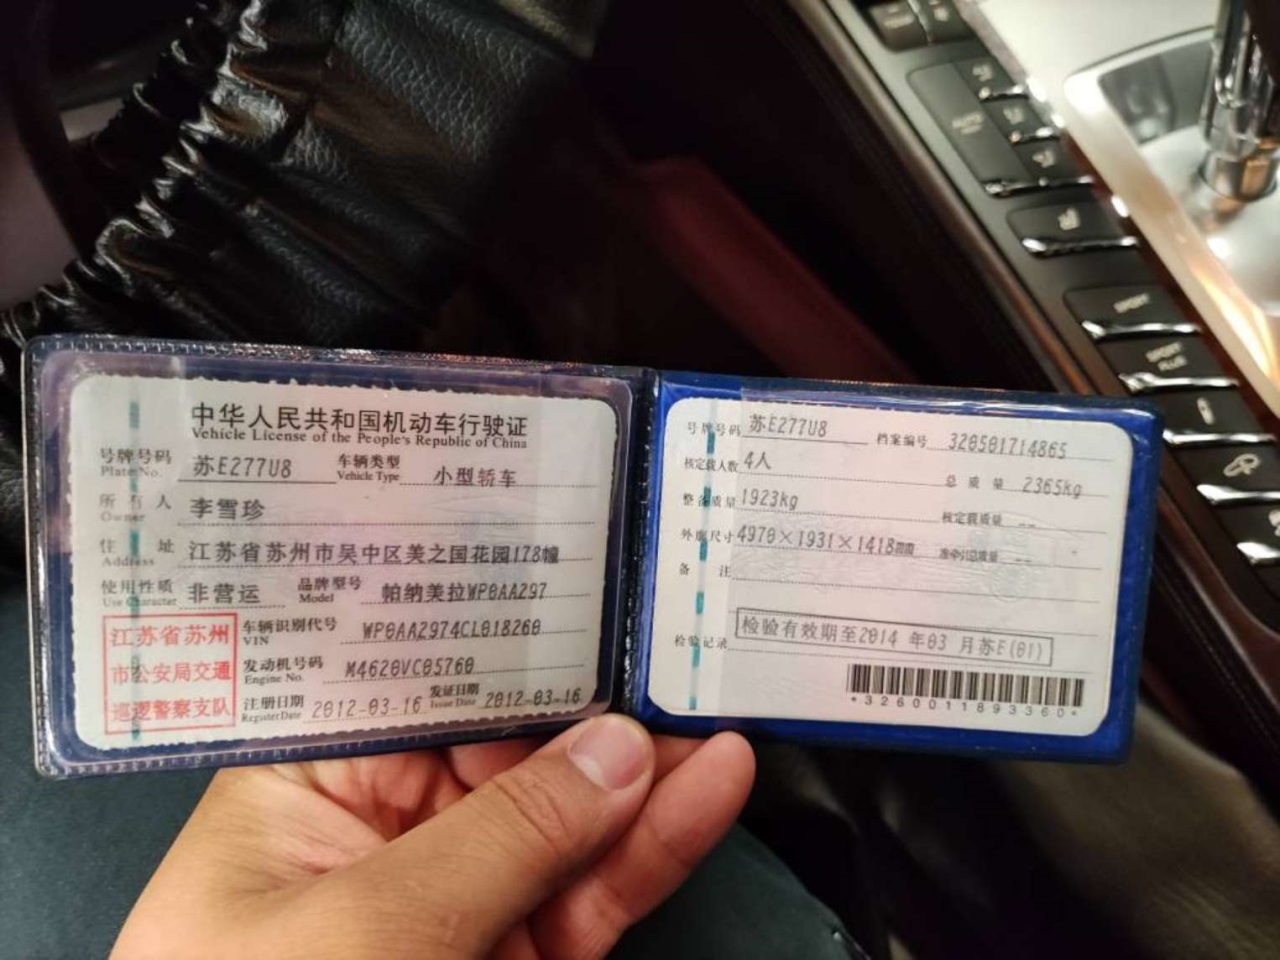 中华人民共和国机动车行驶证
Vehicle License of the People's Republic of China
号牌号码 苏E277U8 车辆类型 小型轿车
Plate No. Vehicle Type
所有人 李雪珍
Owner
住址 江苏省苏州市吴中区美之国花园178幢
Address
使用性质 非营运 品牌型号 帕纳美拉WP0AA297
Use Character Model
江苏省苏州
市公安局交通
巡逻警察支队
车辆识别代号 WP0AA2974CL018260
VIN
发动机号码 M4620VC05760
Engine No.
注册日期 2012-03-16 发证日期 2012-03-16
Register Date Issue Date
号牌号码 苏E277U8 档案编号 320501714865
核定载人数 4人 总质量 2365kg
整备质量 1923kg 核定载质量 --
外廓尺寸 4970×1931×1418mm 准牵引总质量 --
备注
检验记录 检验有效期至2014年03月苏E(01)
*3260011893360*
AUTO
SPORT
SPORT PLUS